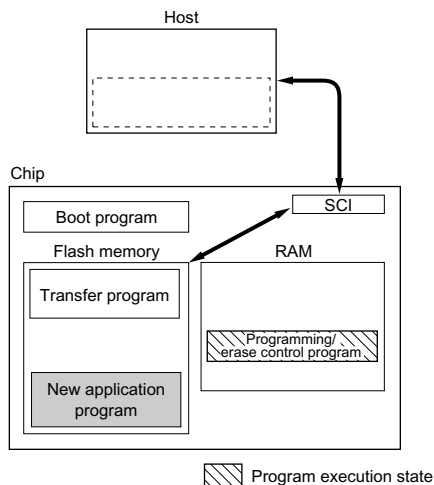 Host
Chip
SCI
Boot program
Flash memory
RAM
Transfer program
Programming/
erase control program
New application
program
Program execution state